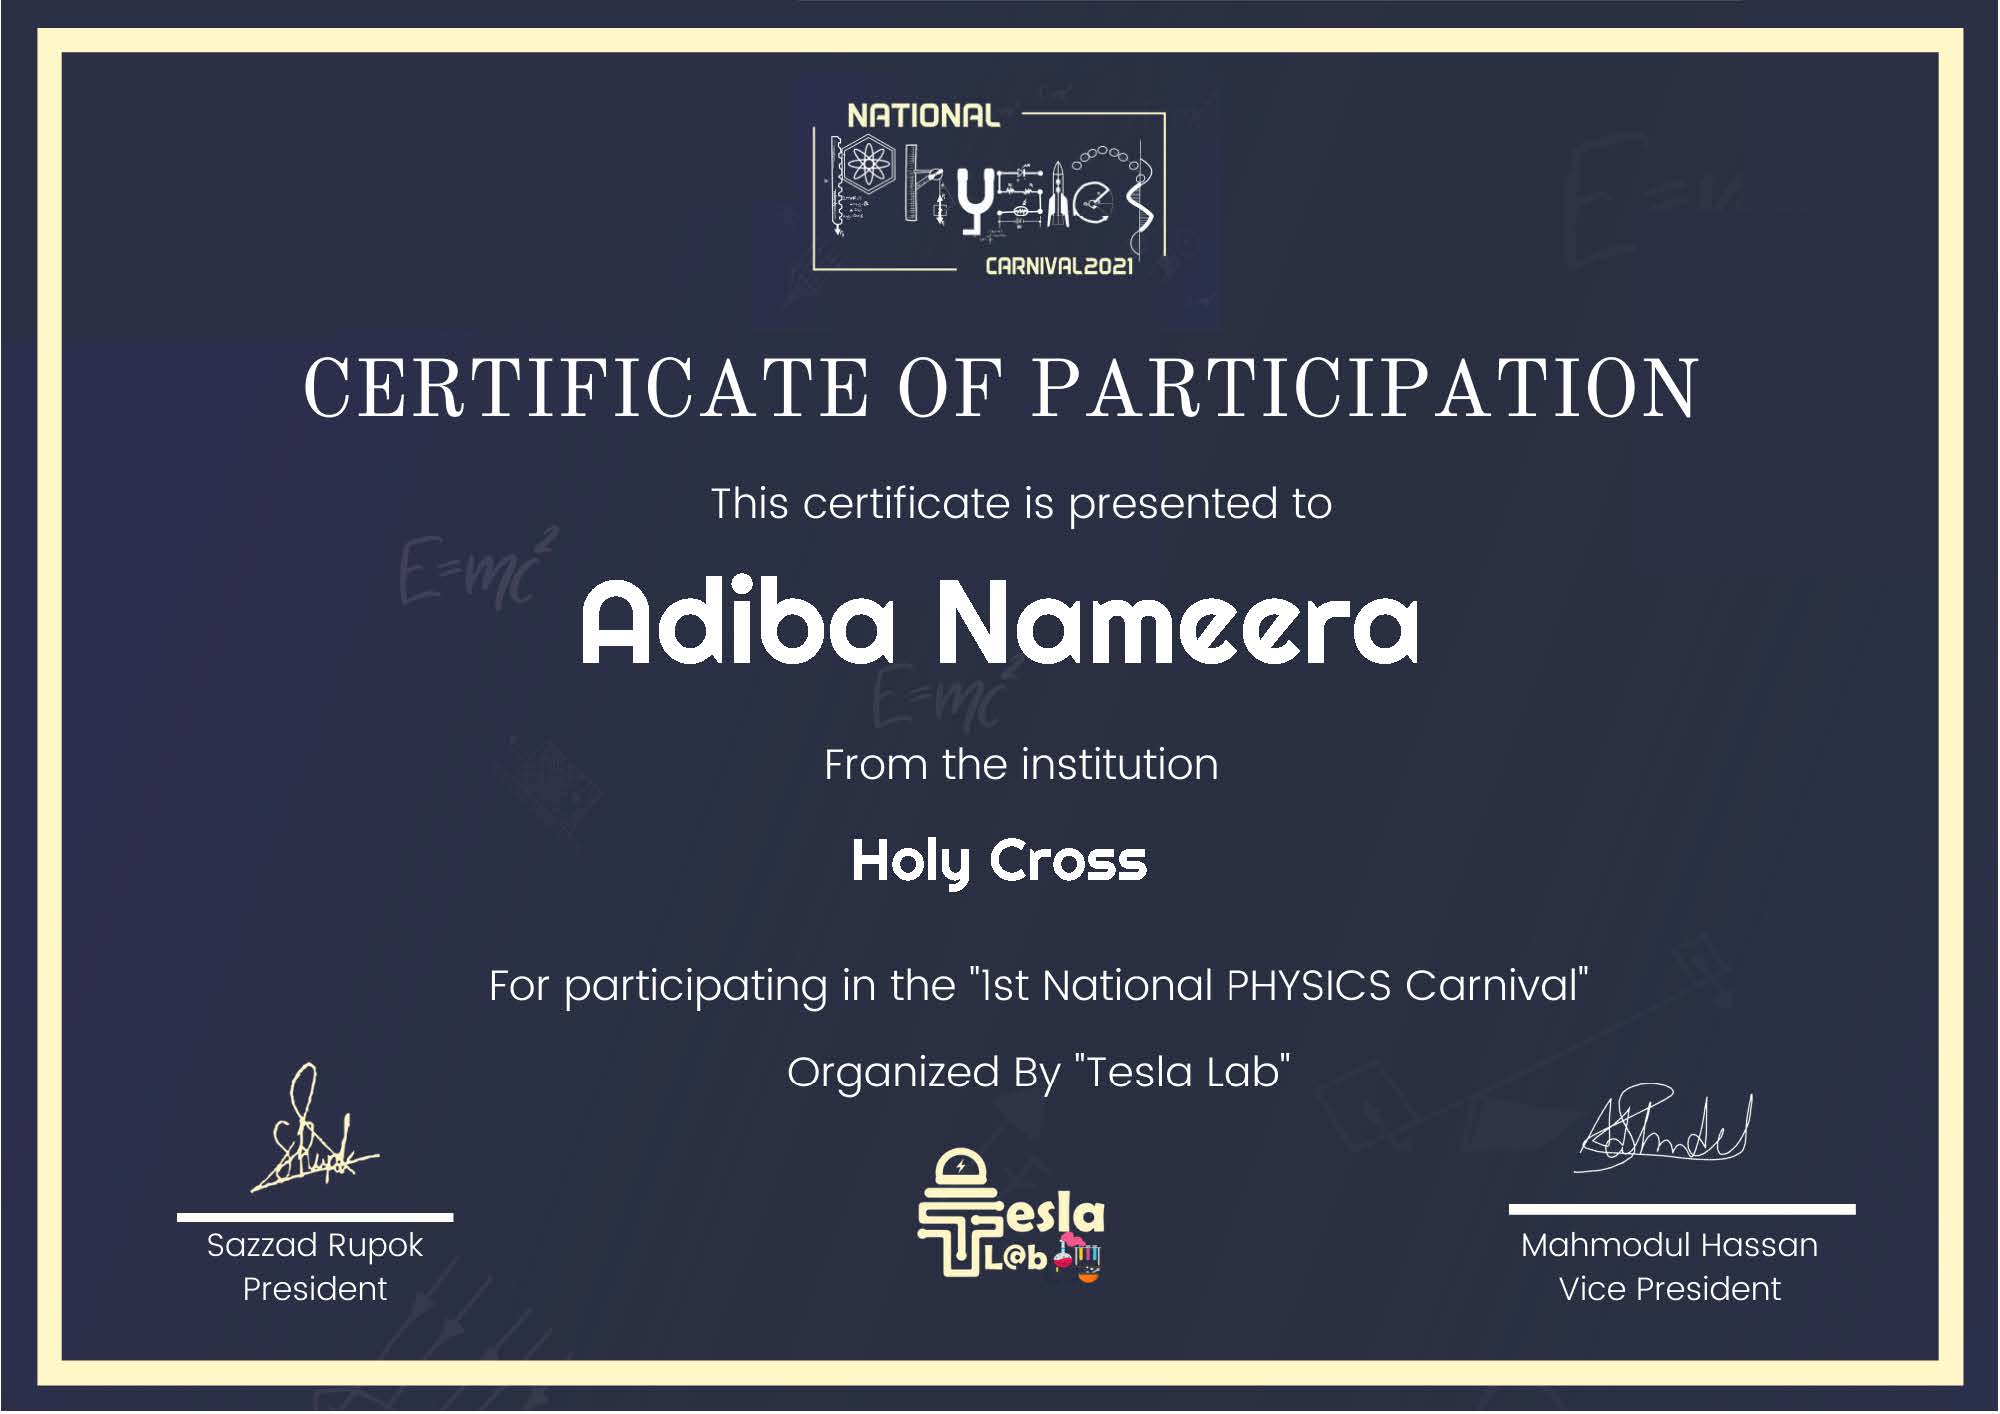 NATIONAL
Physics
CARNIVAL2021
CERTIFICATE OF PARTICIPATION
This certificate is presented to
E=mc²
Adiba Nameera
E=mc²
From the institution
Holy Cross
For participating in the "1st National PHYSICS Carnival"
Organized By "Tesla Lab"
Tesla
L@b
Sazzad Rupok
President
Mahmodul Hassan
Vice President